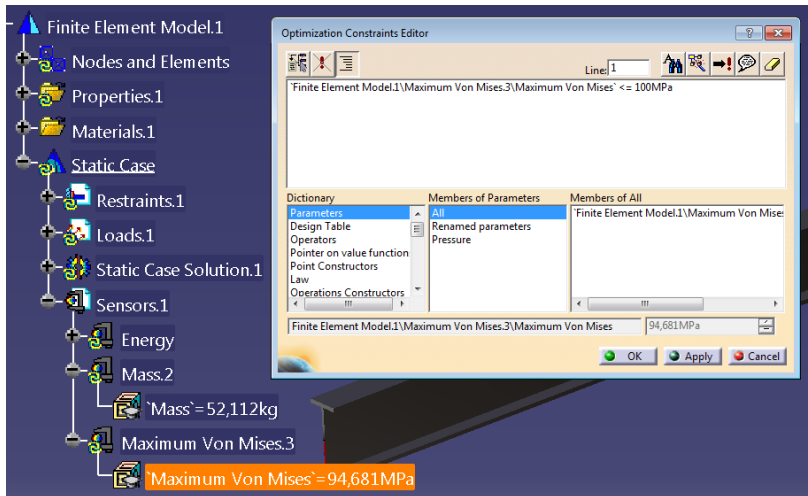 Finite Element Model.1
Nodes and Elements
Properties.1
Materials.1
Static Case
Restraints.1
Loads.1
Static Case Solution.1
Sensors.1
Energy
Mass.2
`Mass`=52,112kg
Maximum Von Mises.3
`Maximum Von Mises`=94,681MPa
Optimization Constraints Editor
Line: 1
`Finite Element Model.1\Maximum Von Mises.3\Maximum Von Mises` <= 100MPa
Dictionary Members of Parameters Members of All
Parameters All `Finite Element Model.1\Maximum Von Mise
Design Table Renamed parameters
Operators Pressure
Pointer on value function
Point Constructors
Law
Operations Constructors
Finite Element Model.1\Maximum Von Mises.3\Maximum Von Mises 94,681MPa
OK Apply Cancel